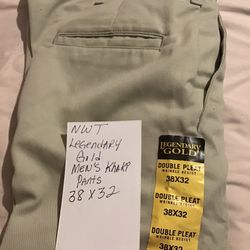 NWT
LEGENDARY
Gold
MEN'S KHAKI
Pants
38 X 32
LEGENDARY
GOLD
DOUBLE PLEAT
WRINKLE RESIST
38X32
DOUBLE PLEAT
WRINKLE RESIST
38X32
DOUBLE PLEAT
WRINKLE RESIST
38X32